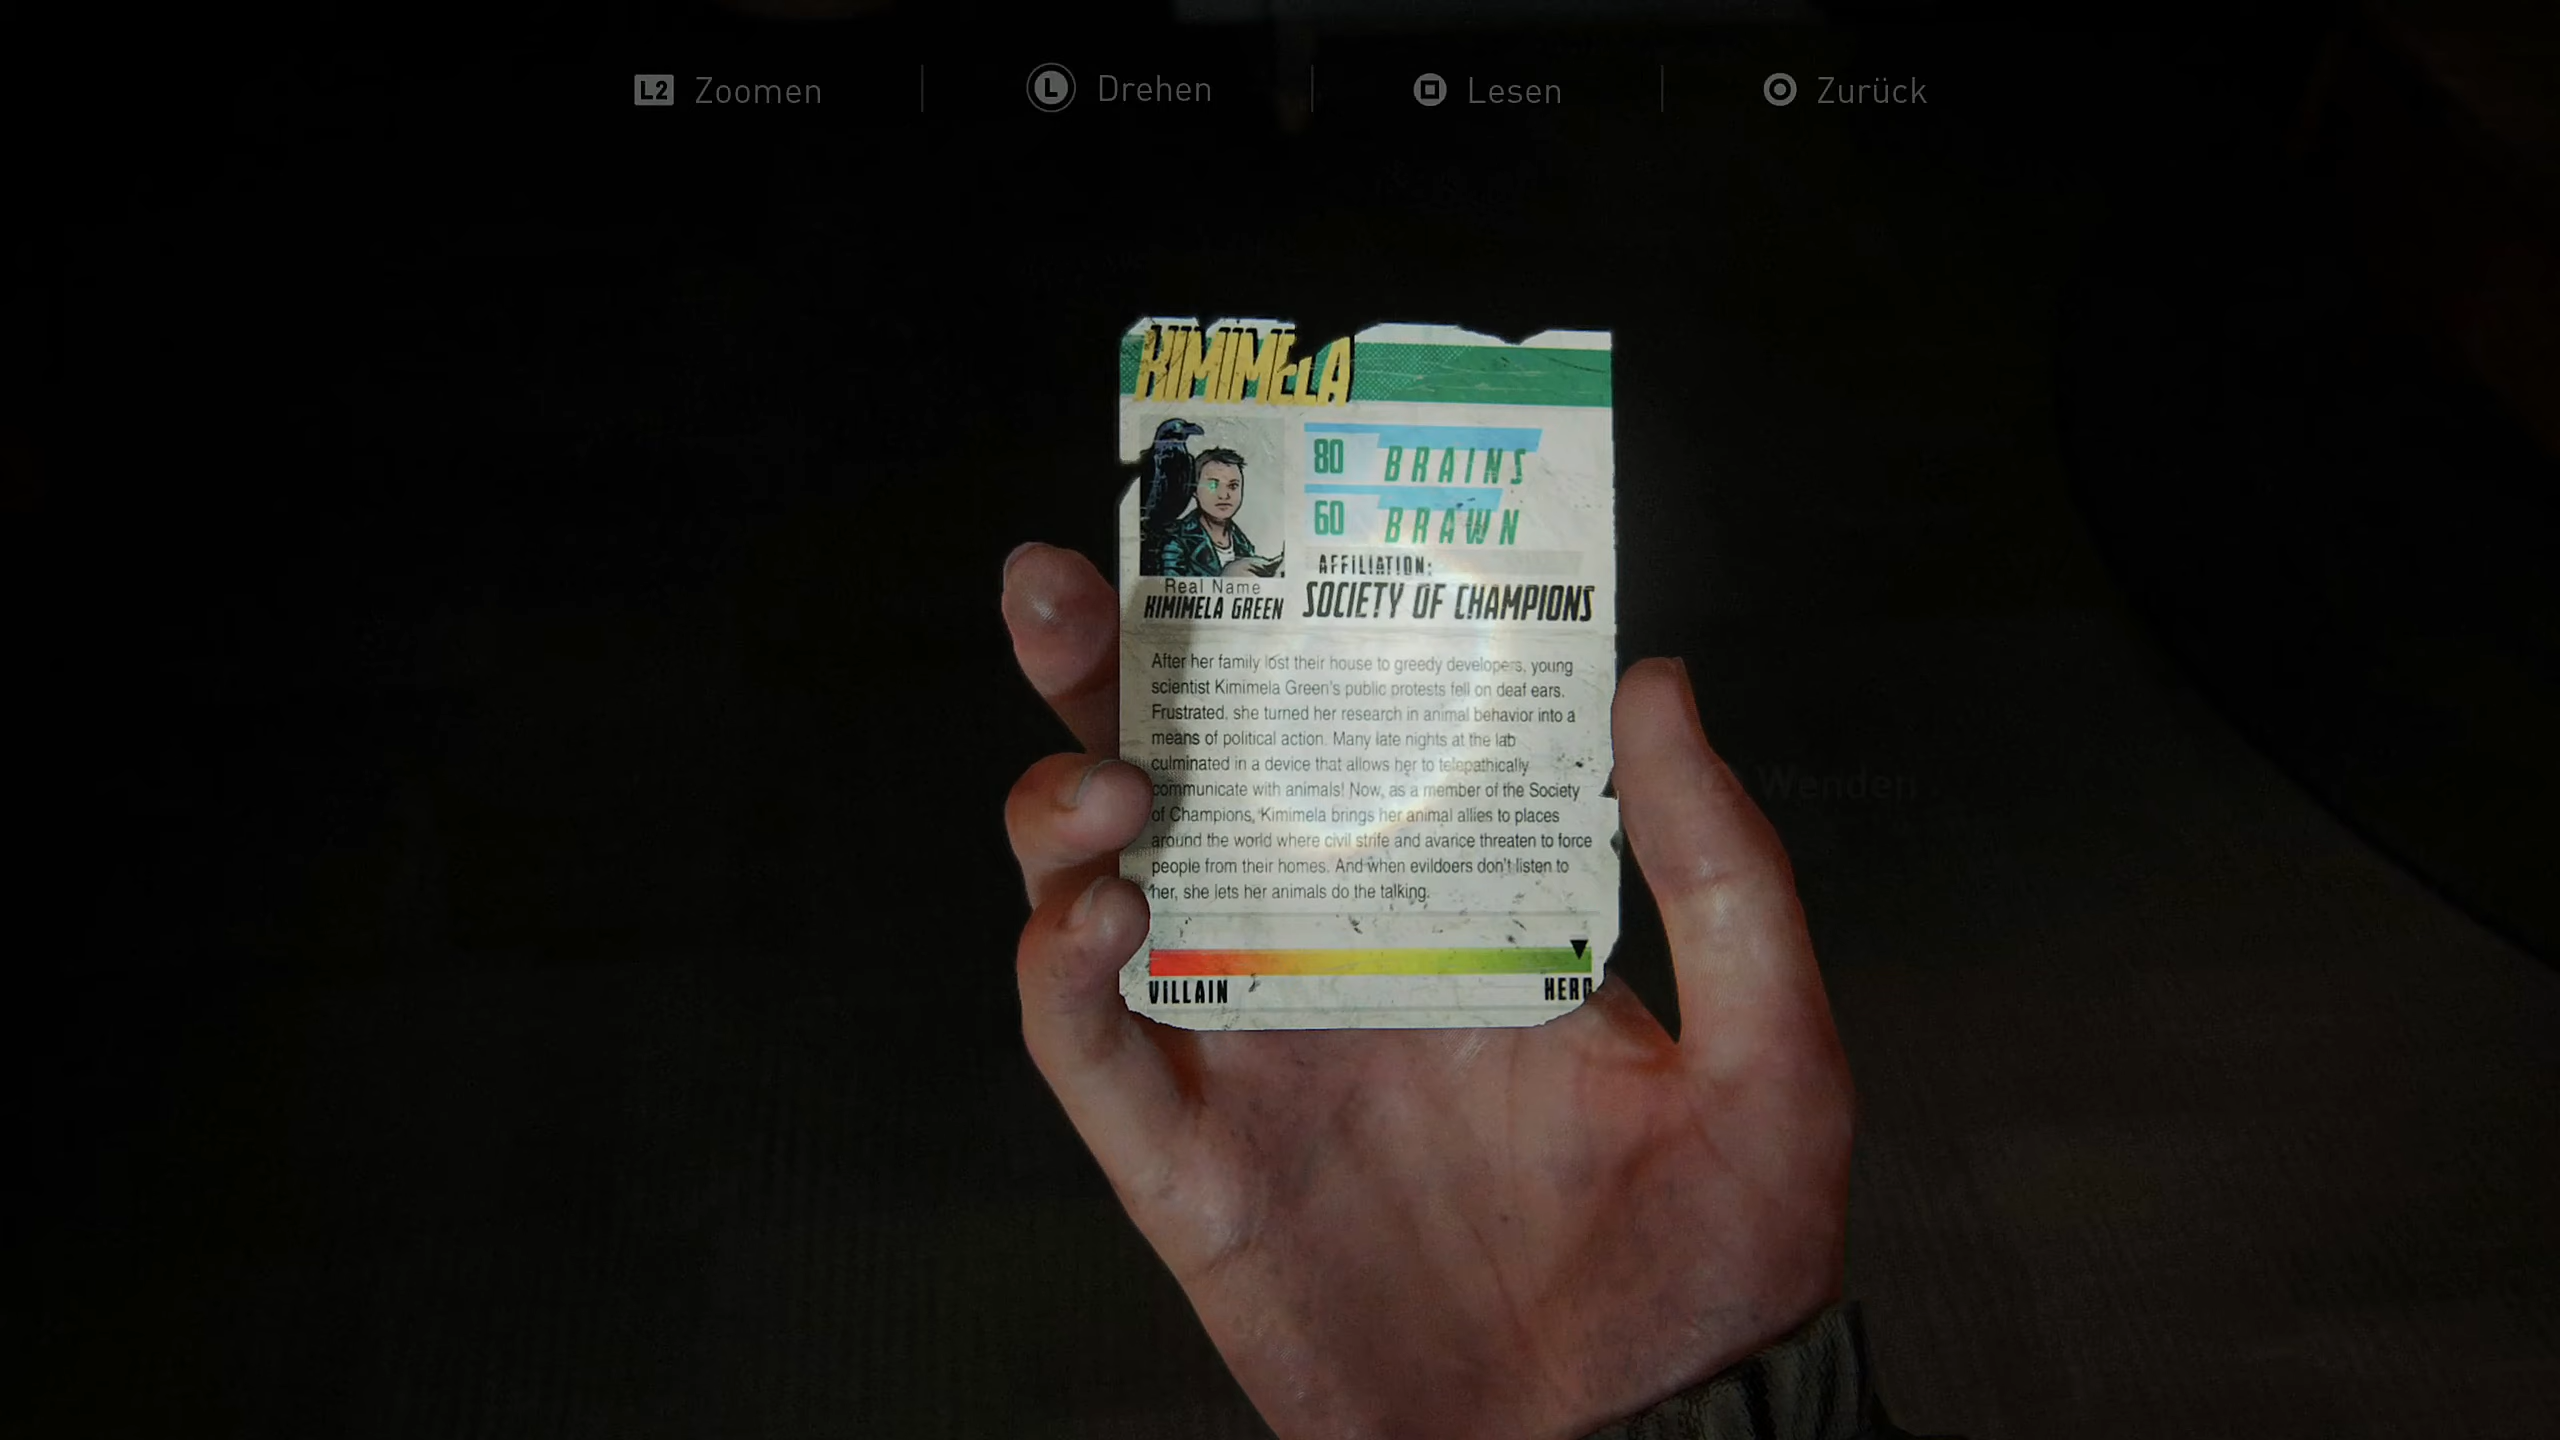 L2 Zoomen
L Drehen
Lesen
Zurück
KIMIMELA
80 BRAINS
60 BRAWN
AFFILIATION:
SOCIETY OF CHAMPIONS
Real Name
KIMIMELA GREEN
After her family lost their house to greedy developers, young
scientist Kimimela Green's public protests fell on deaf ears.
Frustrated, she turned her research in animal behavior into a
means of political action. Many late nights at the lab
culminated in a device that allows her to telepathically
communicate with animals! Now, as a member of the Society
of Champions, Kimimela brings her animal allies to places
around the world where civil strife and avarice threaten to force
people from their homes. And when evildoers don't listen to
her, she lets her animals do the talking.
VILLAIN
HERO
Wenden